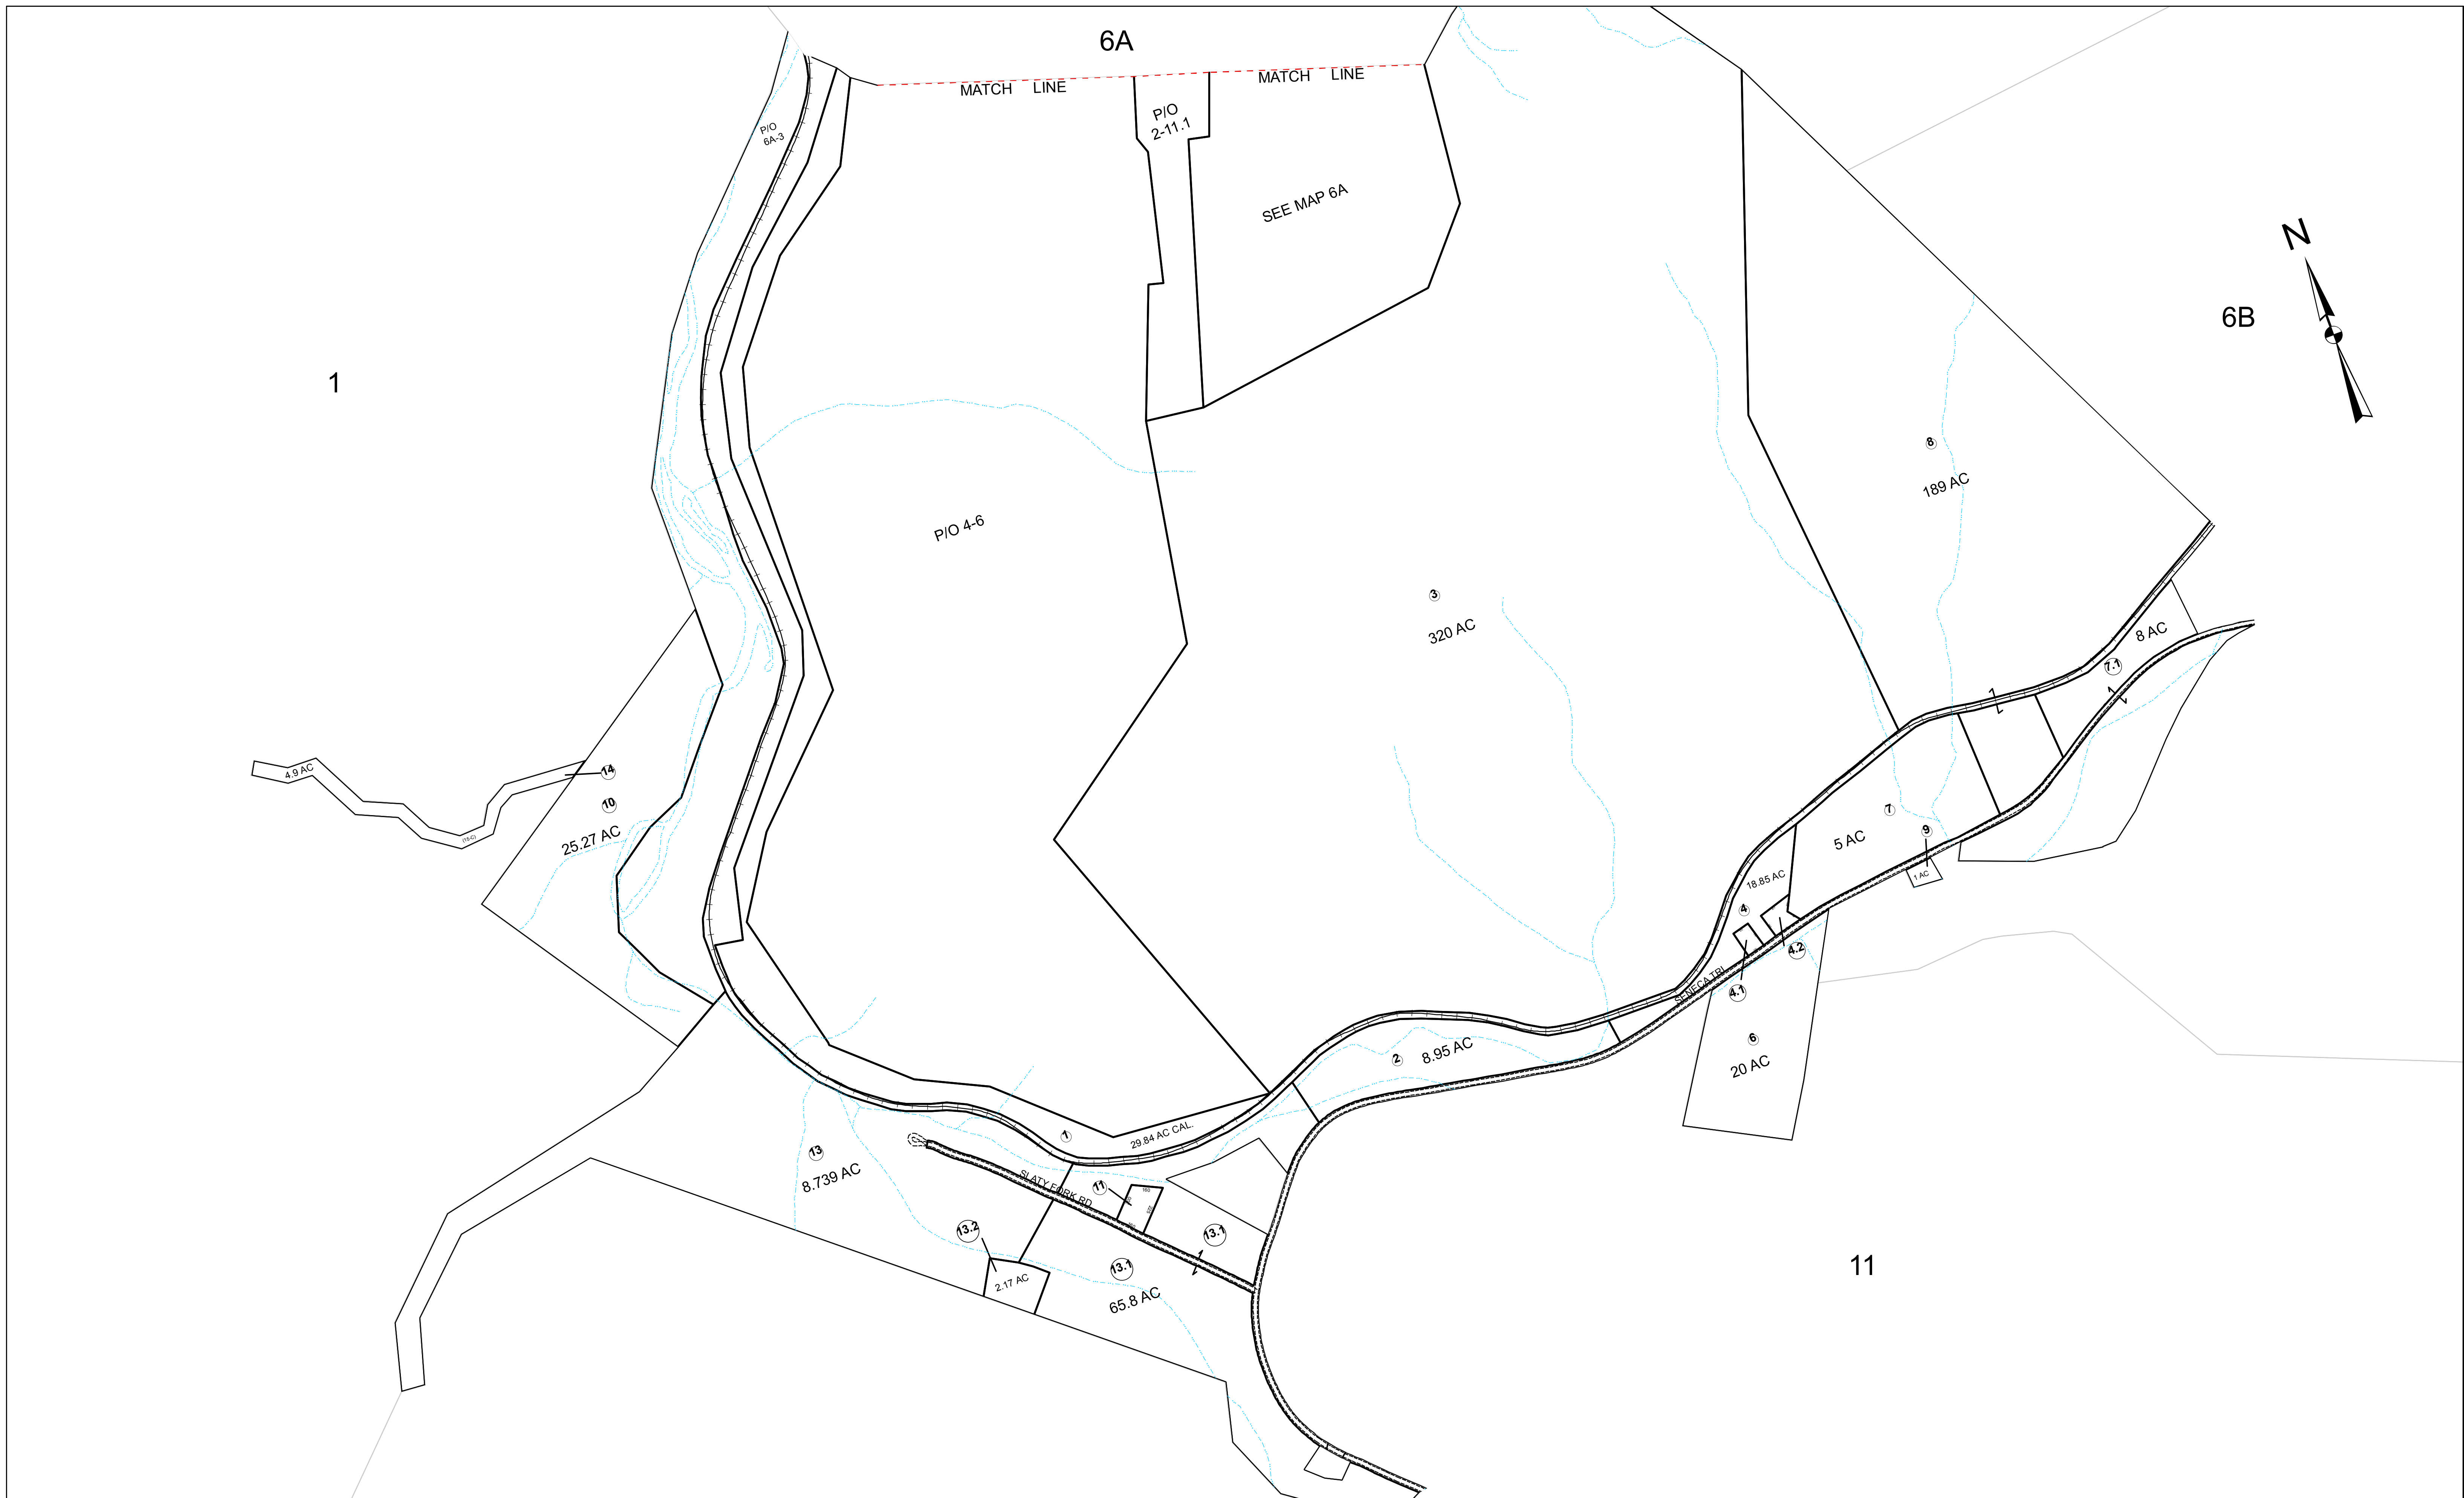 6A
MATCH LINE
MATCH LINE
P/O
6A-3
P/O
2-11.1
SEE MAP 6A
N
6B
1
8
189 AC
P/O 4-6
3
320 AC
8 AC
7.1
14
4.9 AC
10
25.27 AC
(15-C)
7
5 AC
9
1 AC
18.85 AC
4
4.2
4.1
SENECA TRL
6
20 AC
2
8.95 AC
1
29.84 AC CAL.
13
8.739 AC
SLATY FORK RD
11
160
13.2
13.1
13.1
2.17 AC
65.8 AC
11